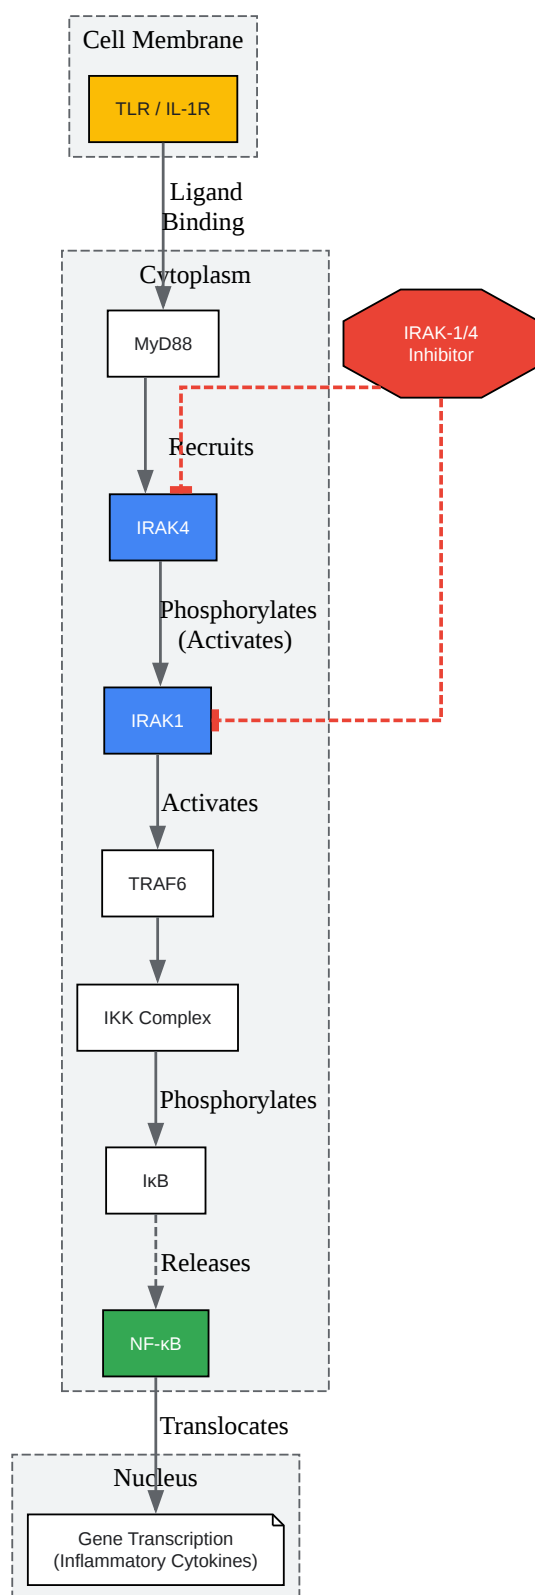 Cell Membrane
TLR / IL-1R
Ligand
Binding
Cytoplasm
MyD88
IRAK-1/4
Inhibitor
Recruits
IRAK4
Phosphorylates
(Activates)
IRAK1
Activates
TRAF6
IKK Complex
Phosphorylates
IκB
Releases
NF-κB
Translocates
Nucleus
Gene Transcription
(Inflammatory Cytokines)